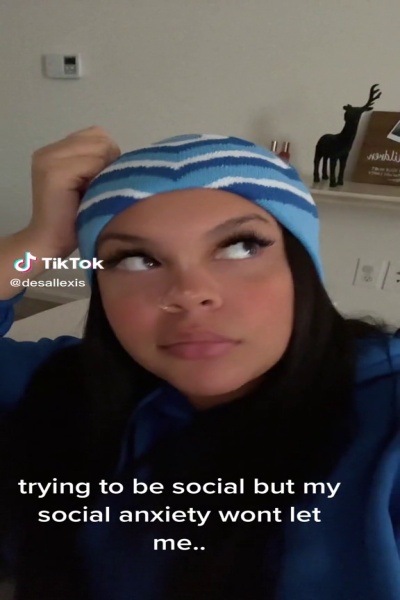 TikTok
@desallexis
trying to be social but my
social anxiety wont let
me..